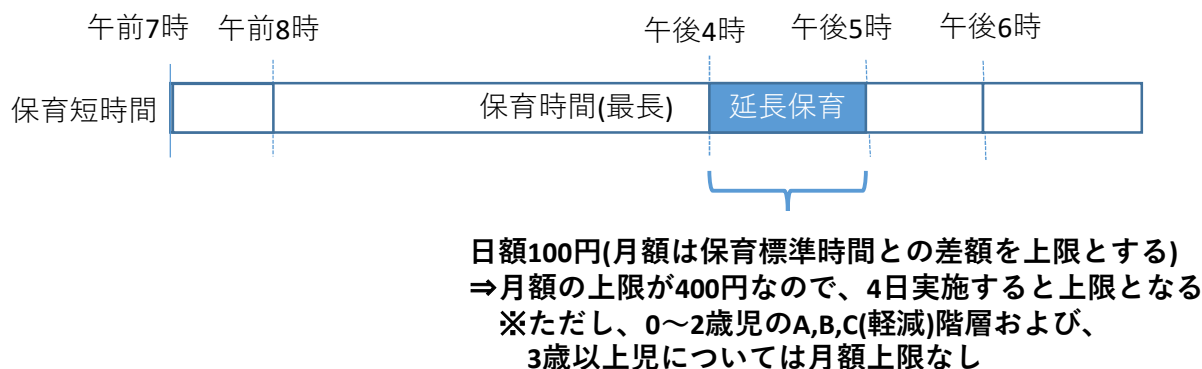 午前7時 午前8時 午後4時 午後5時 午後6時
保育短時間 保育時間(最長) 延長保育
日額100円(月額は保育標準時間との差額を上限とする)
⇒月額の上限が400円なので、4日実施すると上限となる
※ただし、0～2歳児のA,B,C(軽減)階層および、
3歳以上児については月額上限なし